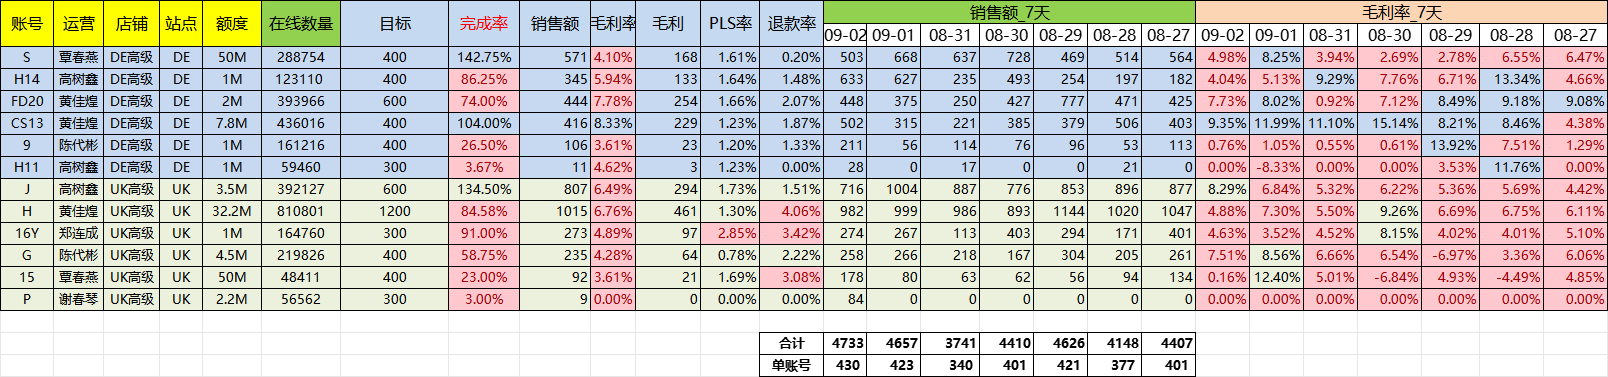 账号 运营 店铺 站点 额度 在线数量 目标 完成率 销售额 毛利率 毛利 PLS率 退款率 销售额_7天 毛利率_7天
09-02 09-01 08-31 08-30 08-29 08-28 08-27 09-02 09-01 08-31 08-30 08-29 08-28 08-27
S 覃春燕 DE高级 DE 50M 288754 400 142.75% 571 4.10% 168 1.61% 0.20% 503 668 637 728 469 514 564 4.98% 8.25% 3.94% 2.69% 2.78% 6.55% 6.47%
H14 高树鑫 DE高级 DE 1M 123110 400 86.25% 345 5.94% 133 1.64% 1.48% 633 627 235 493 254 197 182 4.04% 5.13% 9.29% 7.76% 6.71% 13.34% 4.66%
FD20 黄佳煌 DE高级 DE 2M 393966 600 74.00% 444 7.78% 254 1.66% 2.07% 448 375 250 427 777 471 425 7.73% 8.02% 0.92% 7.12% 8.49% 9.18% 9.08%
CS13 黄佳煌 DE高级 DE 7.8M 436016 400 104.00% 416 8.33% 229 1.23% 1.87% 502 315 221 385 379 506 403 9.35% 11.99% 11.10% 15.14% 8.21% 8.46% 4.38%
9 陈代彬 DE高级 DE 1M 161216 400 26.50% 106 3.61% 23 1.20% 1.33% 211 56 114 76 96 53 113 0.76% 1.05% 0.55% 0.61% 13.92% 7.51% 1.29%
H11 高树鑫 DE高级 DE 1M 59460 300 3.67% 11 4.62% 3 1.23% 0.00% 28 0 17 0 0 21 0 0.00% -8.33% 0.00% 0.00% 3.53% 11.76% 0.00%
J 高树鑫 UK高级 UK 3.5M 392127 600 134.50% 807 6.49% 294 1.73% 1.51% 716 1004 887 776 853 896 877 8.29% 6.84% 5.32% 6.22% 5.36% 5.69% 4.42%
H 黄佳煌 UK高级 UK 32.2M 810801 1200 84.58% 1015 6.76% 461 1.30% 4.06% 982 999 986 893 1144 1020 1047 4.88% 7.30% 5.50% 9.26% 6.69% 6.75% 6.11%
16Y 郑连成 UK高级 UK 1M 164760 300 91.00% 273 4.89% 97 2.85% 3.42% 274 267 113 403 294 171 401 4.63% 3.52% 4.52% 8.15% 4.02% 4.01% 5.10%
G 陈代彬 UK高级 UK 4.5M 219826 400 58.75% 235 4.28% 64 0.78% 2.22% 258 266 218 167 304 205 261 7.51% 8.56% 6.66% 6.54% -6.97% 3.36% 6.06%
15 覃春燕 UK高级 UK 50M 48411 400 23.00% 92 3.61% 21 1.69% 3.08% 178 80 63 62 56 94 134 0.16% 12.40% 5.01% -6.84% 4.93% -4.49% 4.85%
P 谢春琴 UK高级 UK 2.2M 56562 300 3.00% 9 0.00% 0 0.00% 0.00% 84 0 0 0 0 0 0 0.00% 0.00% 0.00% 0.00% 0.00% 0.00% 0.00%
合计 4733 4657 3741 4410 4626 4148 4407
单账号 430 423 340 401 421 377 401